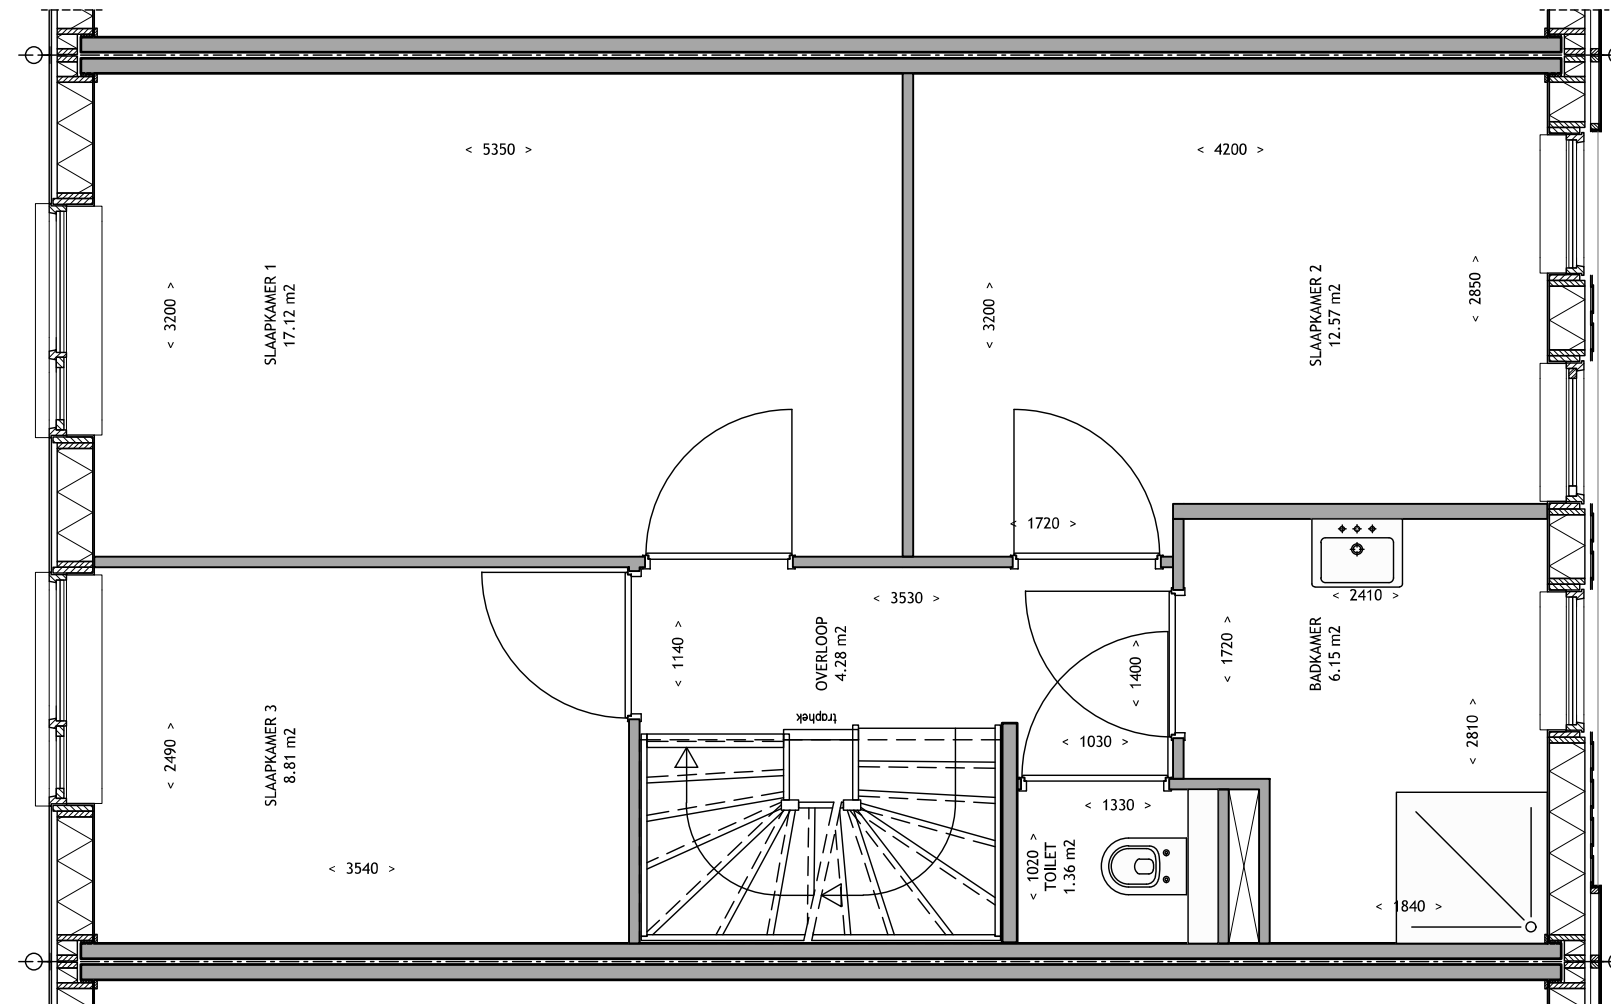 < 5350 >
< 4200 >
< 3200 >
SLAAPKAMER 1
17.12 m2
< 3200 >
SLAAPKAMER 2
12.57 m2
< 2850 >
< 1720 >
< 3530 >
< 2410 >
< 1140 >
OVERLOOP
4.28 m2
< 1400 >
< 1720 >
BADKAMER
6.15 m2
traphek
< 2490 >
SLAAPKAMER 3
8.81 m2
< 1030 >
< 2810 >
< 1330 >
< 3540 >
< 1020 >
TOILET
1.36 m2
< 1840 >